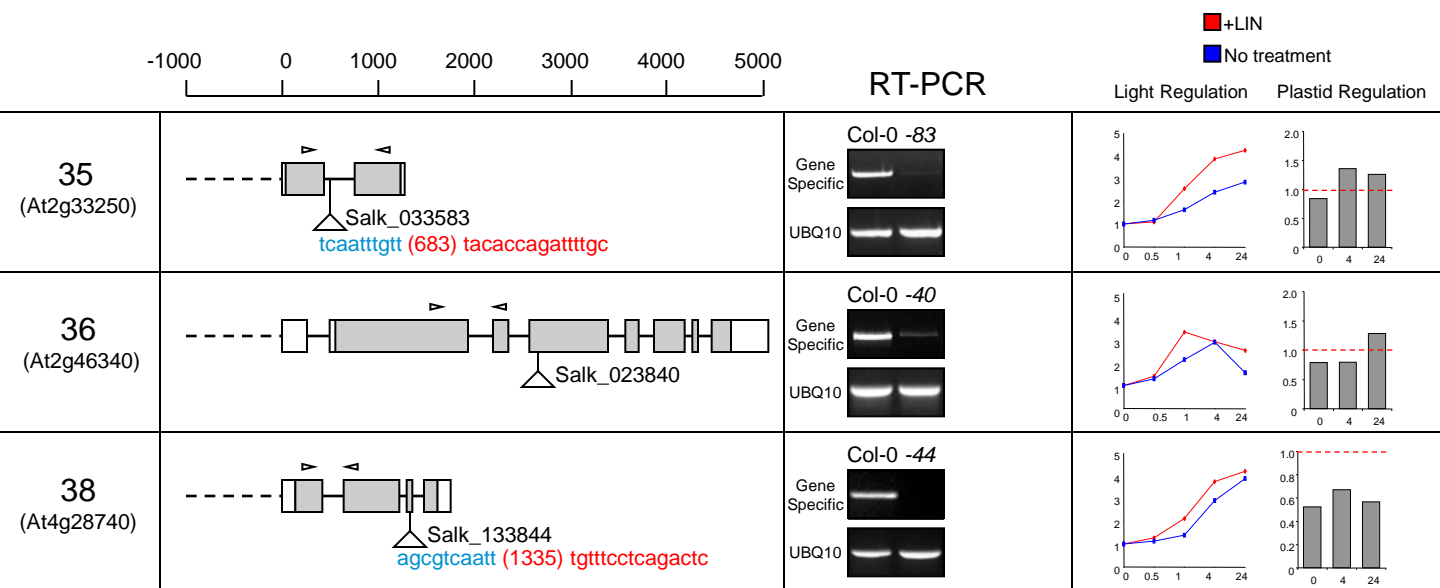 +LIN
No treatment
-1000 0 1000 2000 3000 4000 5000
RT-PCR
Light Regulation
Plastid Regulation
35
(At2g33250)
Salk_033583
tcaatttgtt (683) tacaccagattttgc
Col-0 -83
Gene
Specific
UBQ10
5
4
3
2
1
0
0 0.5 1 4 24
2.0
1.5
1.0
0.5
0
0 4 24
36
(At2g46340)
Salk_023840
Col-0 -40
Gene
Specific
UBQ10
5
4
3
2
1
0
0 0.5 1 4 24
2.0
1.5
1.0
0.5
0
0 4 24
38
(At4g28740)
Salk_133844
agcgtcaatt (1335) tgtttcctcagactc
Col-0 -44
Gene
Specific
UBQ10
5
4
3
2
1
0
0 0.5 1 4 24
1.0
0.8
0.6
0.4
0.2
0
0 4 24